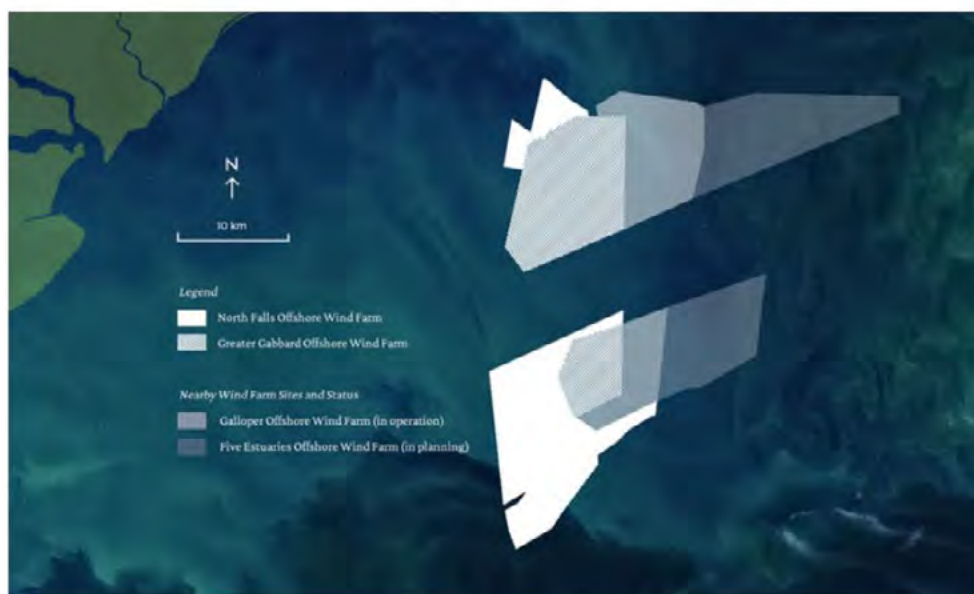 N
10 km
Legend
North Falls Offshore Wind Farm
Greater Gabbard Offshore Wind Farm
Nearby Wind Farm Sites and Status
Galloper Offshore Wind Farm (in operation)
Five Estuaries Offshore Wind Farm (in planning)